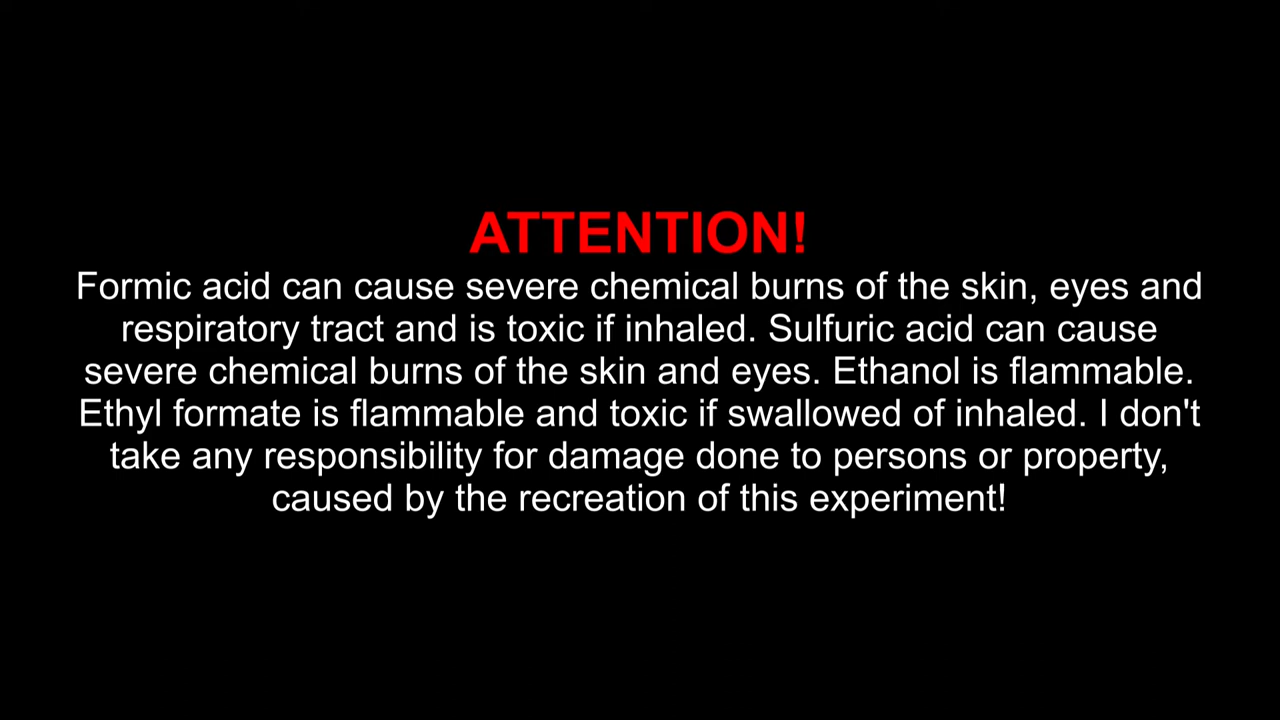 ATTENTION!
Formic acid can cause severe chemical burns of the skin, eyes and
respiratory tract and is toxic if inhaled. Sulfuric acid can cause
severe chemical burns of the skin and eyes. Ethanol is flammable.
Ethyl formate is flammable and toxic if swallowed of inhaled. I don't
take any responsibility for damage done to persons or property,
caused by the recreation of this experiment!